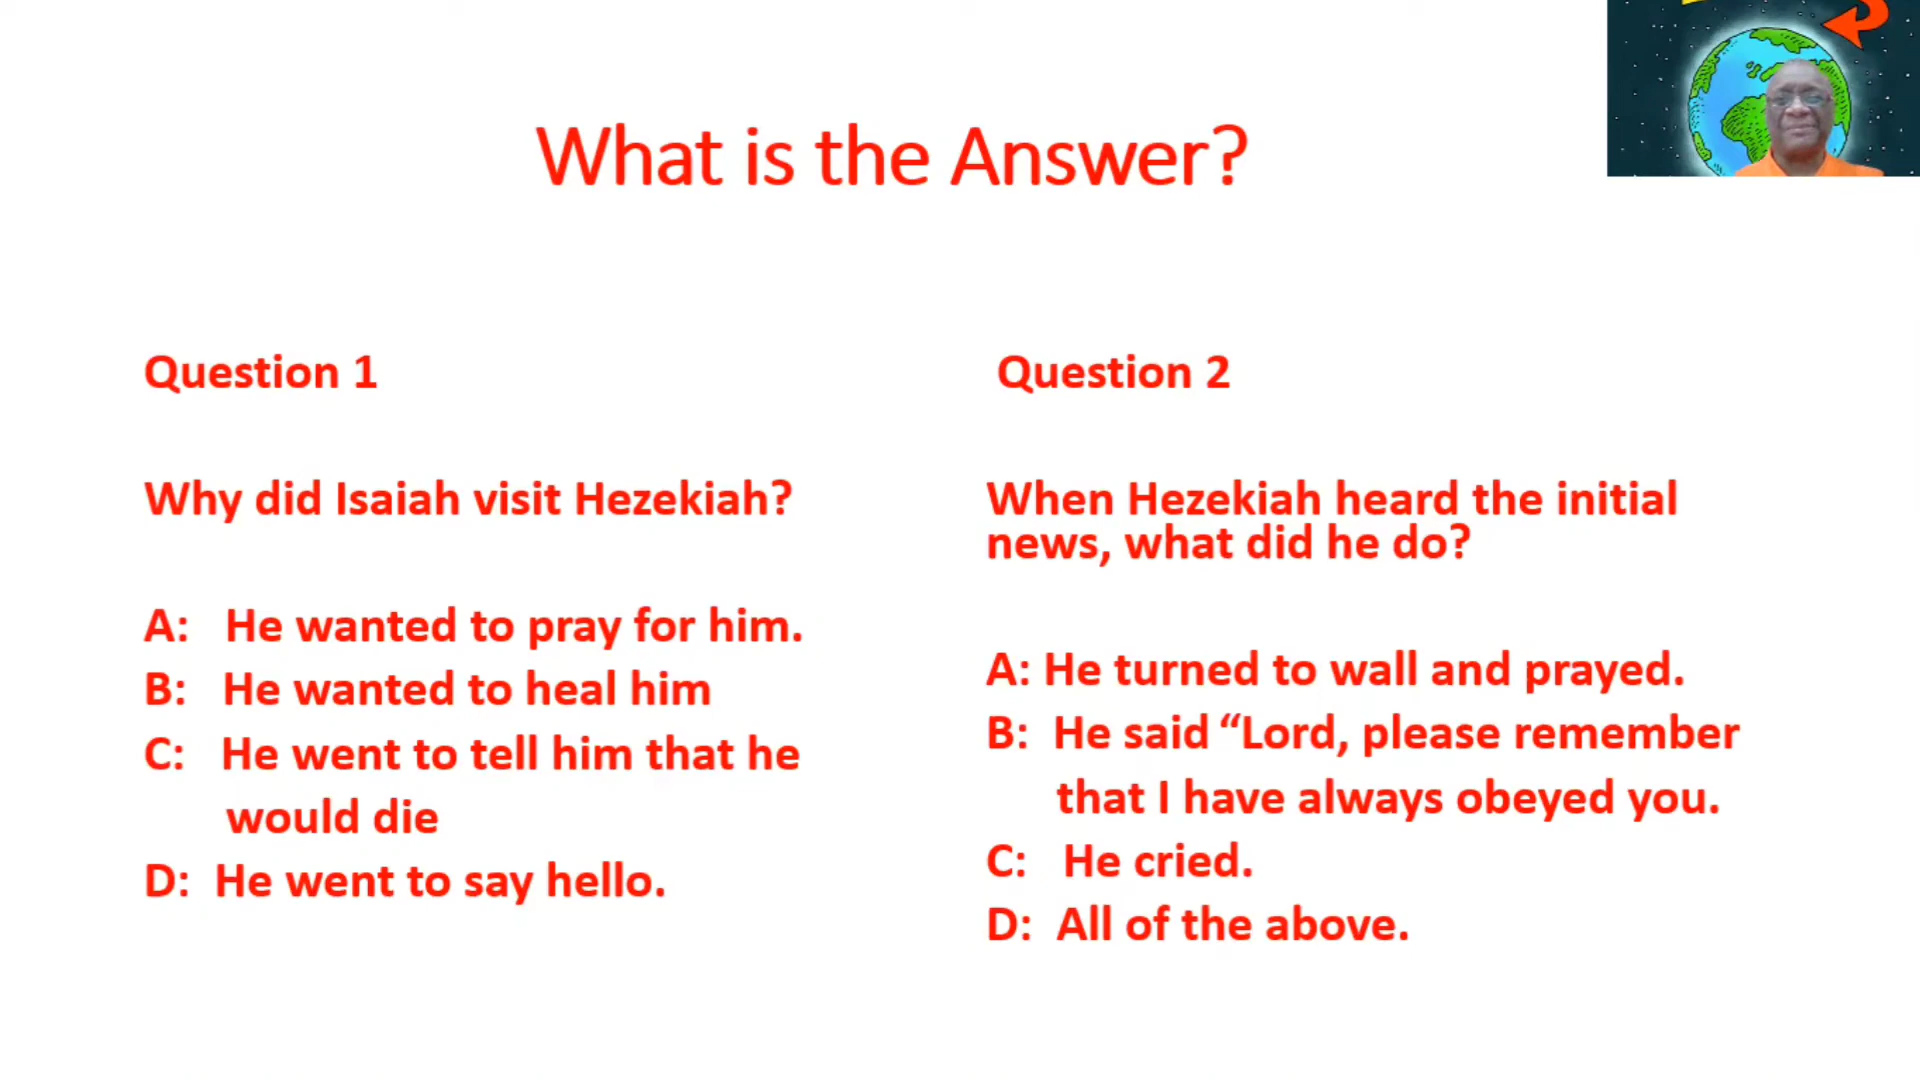 What is the Answer?
Question 1
Why did Isaiah visit Hezekiah?
A: He wanted to pray for him.
B: He wanted to heal him
C: He went to tell him that he
would die
D: He went to say hello.
Question 2
When Hezekiah heard the initial
news, what did he do?
A: He turned to wall and prayed.
B: He said “Lord, please remember
that I have always obeyed you.
C: He cried.
D: All of the above.